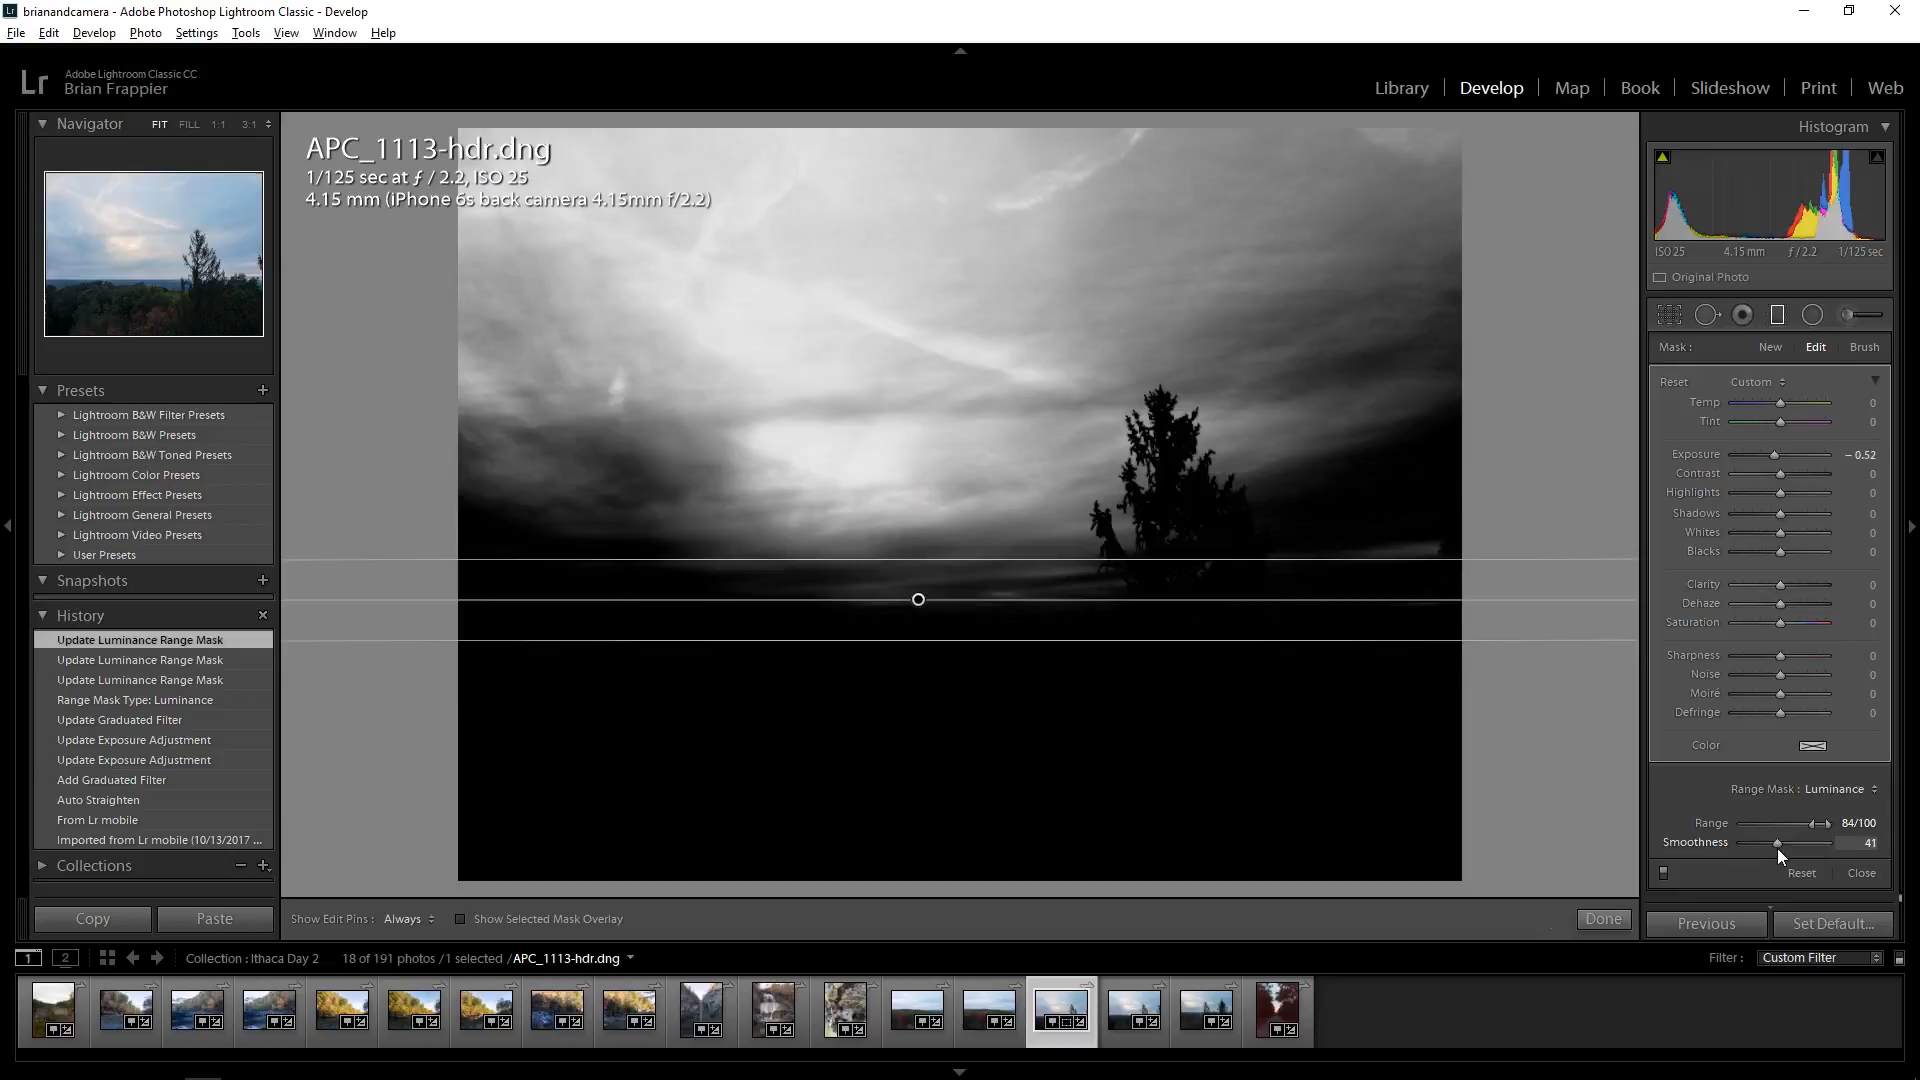 brianandcamera - Adobe Photoshop Lightroom Classic - Develop
File Edit Develop Photo Settings Tools View Window Help
Lr
Adobe Lightroom Classic CC
Brian Frappier
Library Develop Map Book Slideshow Print Web
Navigator FIT FILL 1:1 3:1
Presets
Lightroom B&W Filter Presets
Lightroom B&W Presets
Lightroom B&W Toned Presets
Lightroom Color Presets
Lightroom Effect Presets
Lightroom General Presets
Lightroom Video Presets
User Presets
Snapshots
History
Update Luminance Range Mask
Update Luminance Range Mask
Update Luminance Range Mask
Range Mask Type: Luminance
Update Graduated Filter
Update Exposure Adjustment
Update Exposure Adjustment
Add Graduated Filter
Auto Straighten
From Lr mobile
Imported from Lr mobile (10/13/2017 ...
Collections
Copy Paste
APC_1113-hdr.dng
1/125 sec at ƒ / 2.2, ISO 25
4.15 mm (iPhone 6s back camera 4.15mm f/2.2)
Show Edit Pins : Always Show Selected Mask Overlay Done
Histogram
ISO 25 4.15 mm ƒ / 2.2 1/125 sec
Original Photo
Mask : New Edit Brush
Reset Custom
Temp 0
Tint 0
Exposure – 0.52
Contrast 0
Highlights 0
Shadows 0
Whites 0
Blacks 0
Clarity 0
Dehaze 0
Saturation 0
Sharpness 0
Noise 0
Moiré 0
Defringe 0
Color
Range Mask : Luminance
Range 84/100
Smoothness 41
Reset Close
Previous Set Default...
1 2 Collection : Ithaca Day 2 18 of 191 photos /1 selected /APC_1113-hdr.dng Filter : Custom Filter